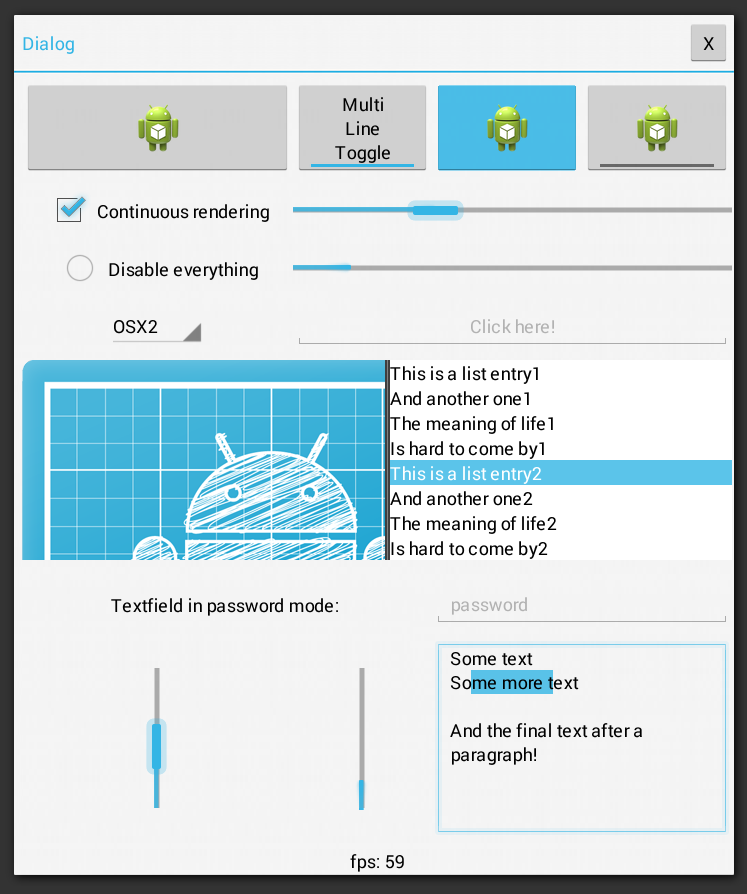 Dialog
X
Multi
Line
Toggle
Continuous rendering
Disable everything
OSX2
Click here!
This is a list entry1
And another one1
The meaning of life1
Is hard to come by1
This is a list entry2
And another one2
The meaning of life2
Is hard to come by2
Textfield in password mode:
password
Some text
Some more text
And the final text after a
paragraph!
fps: 59